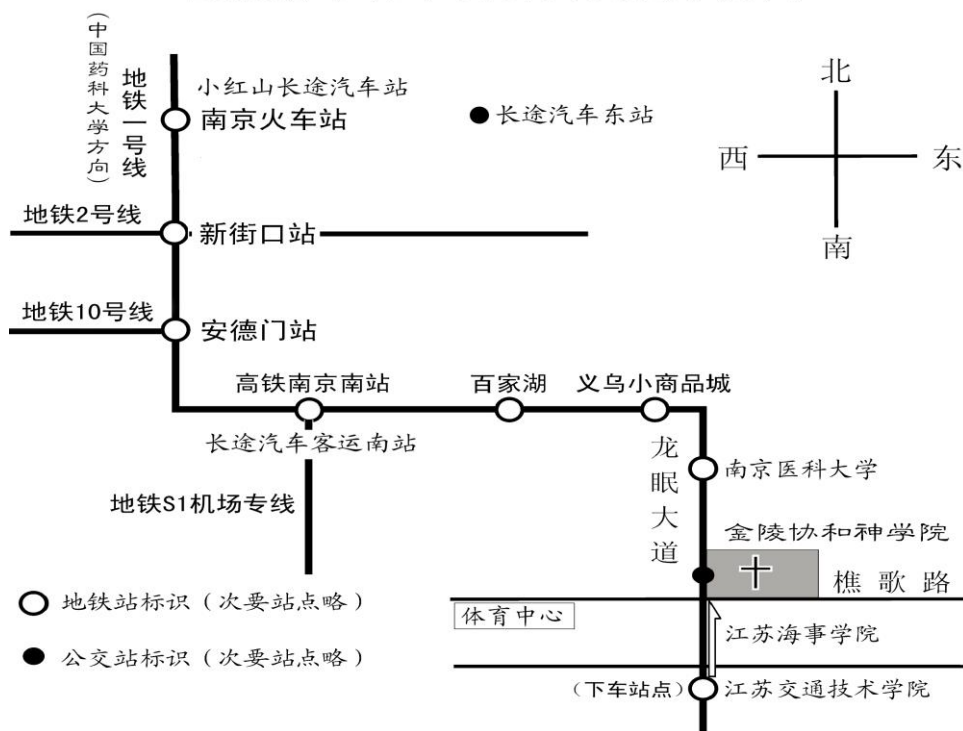 (中国药科大学方向)
地铁一号线
小红山长途汽车站
南京火车站
长途汽车东站
北
西
东
南
地铁2号线
新街口站
地铁10号线
安德门站
高铁南京南站
百家湖
义乌小商品城
长途汽车客运南站
龙眠大道
南京医科大学
地铁S1机场专线
金陵协和神学院
樵歌路
地铁站标识(次要站点略)
体育中心
江苏海事学院
公交站标识(次要站点略)
(下车站点)
江苏交通技术学院